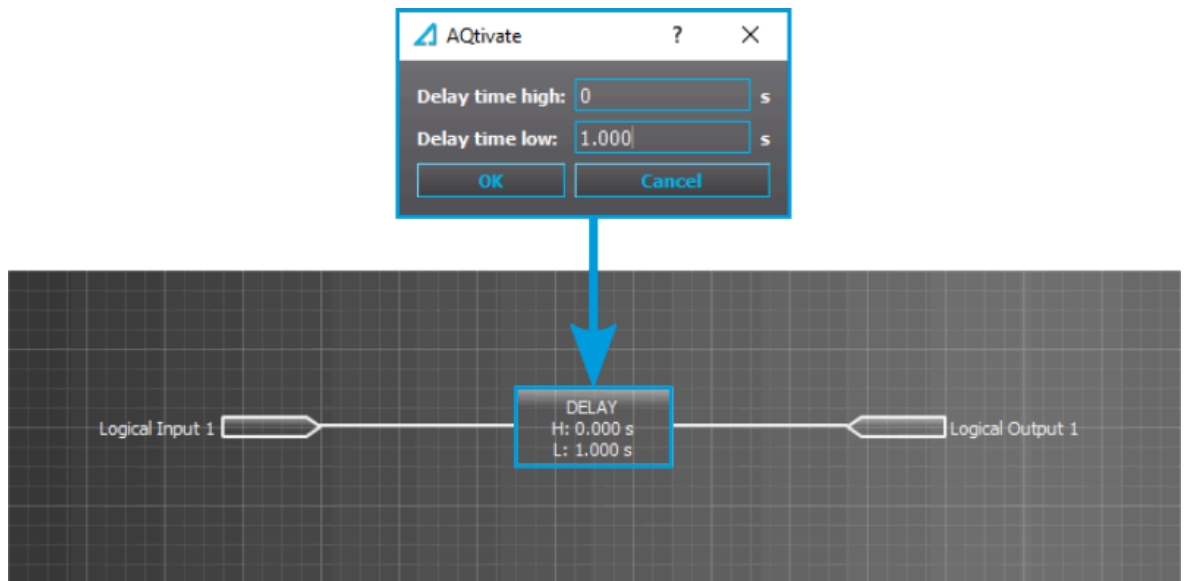 AQtivate ?
Delay time high: 0 s
Delay time low: 1.000 s
OK Cancel
DELAY
H: 0.000 s
L: 1.000 s
Logical Input 1
Logical Output 1